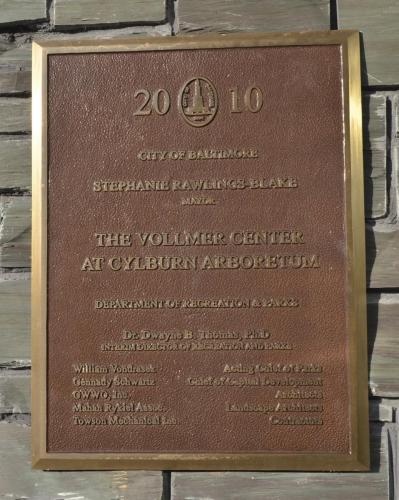 2010
CITY OF BALTIMORE
STEPHANIE RAWLINGS-BLAKE
MAYOR
THE VOLLMER CENTER
AT CYLBURN ARBORETUM
DEPARTMENT OF RECREATION & PARKS
Dr. Dwayne B. Thomas, Ph.D
INTERIM DIRECTOR OF RECREATION AND PARKS
William Vondrasek Acting Chief of Parks
Gennady Schwartz Chief of Capital Development
GWWO, Inc. Architects
Mahan Rykiel Assoc. Landscape Architects
Towson Mechanical Inc. Contractors